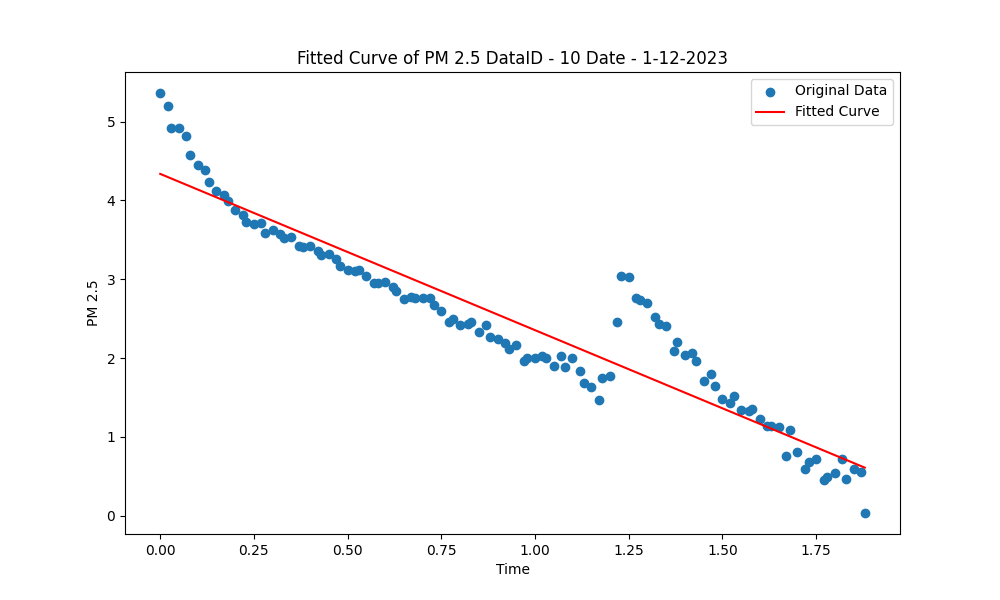 Fitted Curve of PM 2.5 DataID - 10 Date - 1-12-2023
Original Data
Fitted Curve
PM 2.5
5
4
3
2
1
0
0.00 0.25 0.50 0.75 1.00 1.25 1.50 1.75
Time